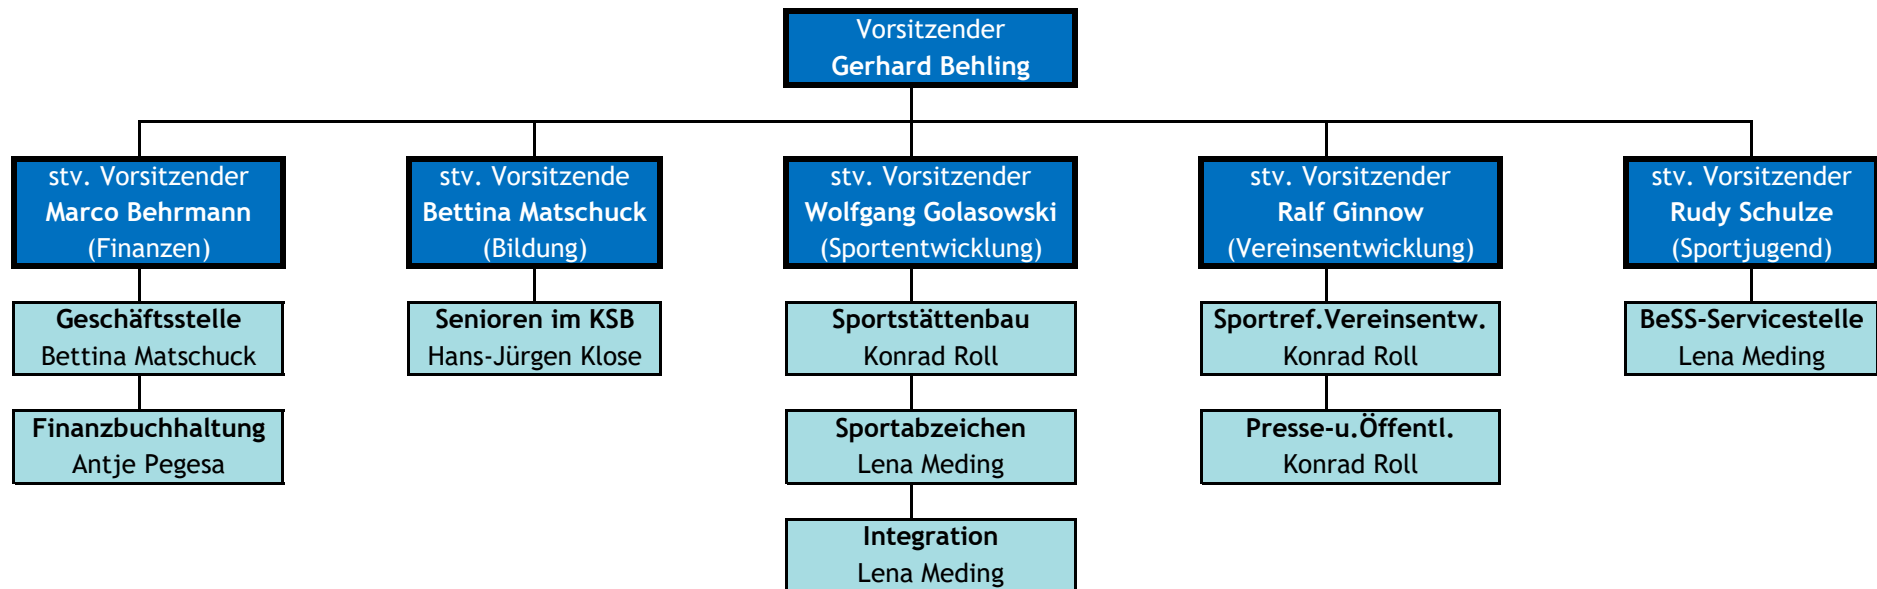 Vorsitzender
Gerhard Behling
stv. Vorsitzender
Marco Behrmann
(Finanzen)
stv. Vorsitzende
Bettina Matschuck
(Bildung)
stv. Vorsitzender
Wolfgang Golasowski
(Sportentwicklung)
stv. Vorsitzender
Ralf Ginnow
(Vereinsentwicklung)
stv. Vorsitzender
Rudy Schulze
(Sportjugend)
Geschäftsstelle
Bettina Matschuck
Senioren im KSB
Hans-Jürgen Klose
Sportstättenbau
Konrad Roll
Sportref.Vereinsentw.
Konrad Roll
BeSS-Servicestelle
Lena Meding
Finanzbuchhaltung
Antje Pegesa
Sportabzeichen
Lena Meding
Presse-u.Öffentl.
Konrad Roll
Integration
Lena Meding